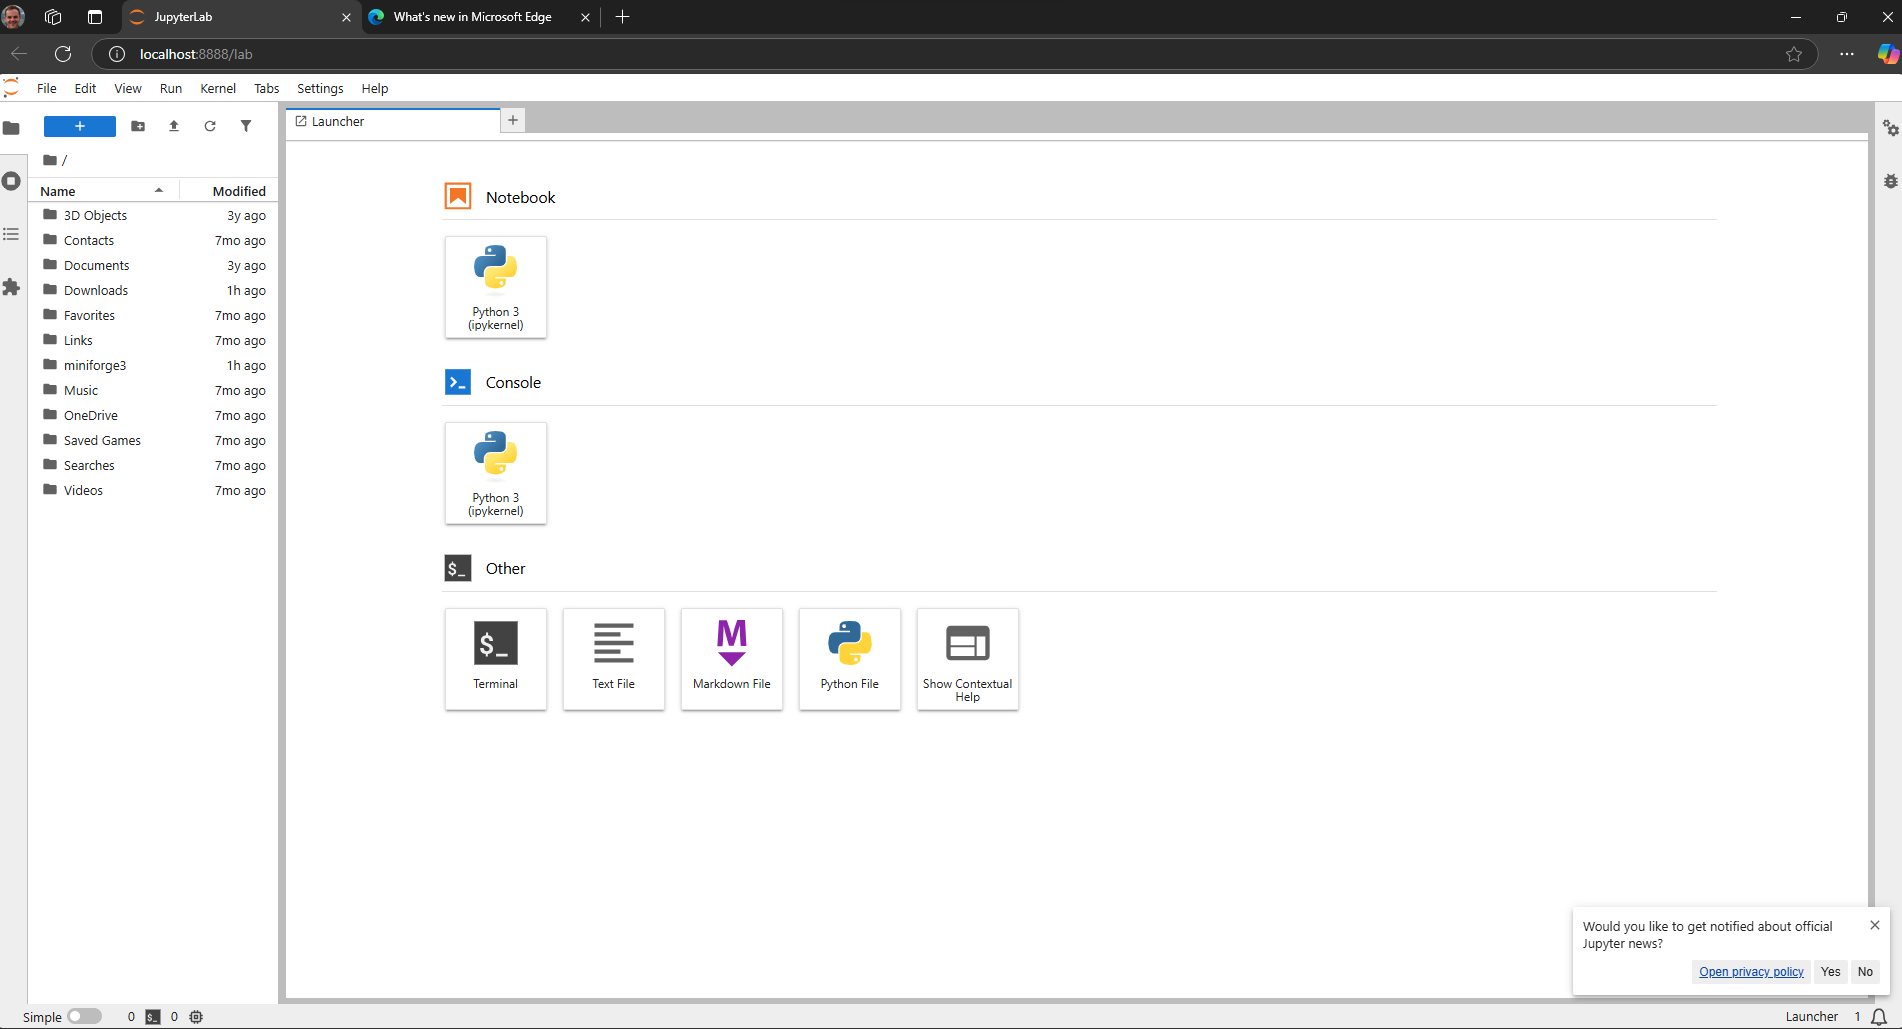 JupyterLab
What's new in Microsoft Edge
localhost:8888/lab
File Edit View Run Kernel Tabs Settings Help
Launcher
/
Name Modified
3D Objects 3y ago
Contacts 7mo ago
Documents 3y ago
Downloads 1h ago
Favorites 7mo ago
Links 7mo ago
miniforge3 1h ago
Music 7mo ago
OneDrive 7mo ago
Saved Games 7mo ago
Searches 7mo ago
Videos 7mo ago
Notebook
Python 3
(ipykernel)
Console
Python 3
(ipykernel)
$_ Other
$_
Terminal
Text File
M
Markdown File
Python File
Show Contextual
Help
Would you like to get notified about official
Jupyter news?
Open privacy policy Yes No
Simple 0 $_ 0 Launcher 1